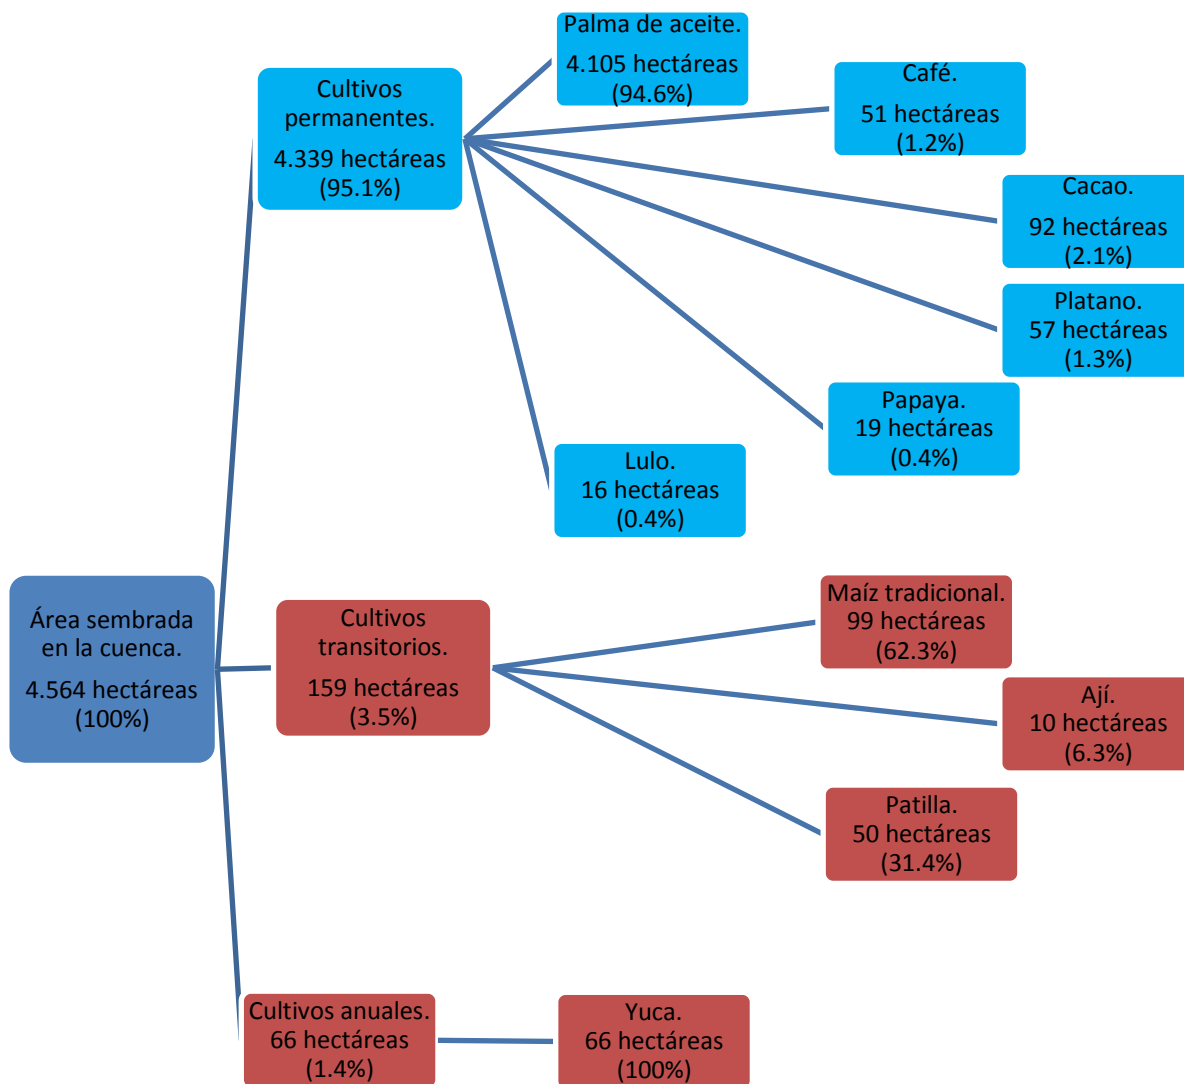 Palma de aceite.
4.105 hectáreas
(94.6%)
Cultivos
permanentes.
4.339 hectáreas
(95.1%)
Café.
51 hectáreas
(1.2%)
Cacao.
92 hectáreas
(2.1%)
Platano.
57 hectáreas
(1.3%)
Papaya.
19 hectáreas
(0.4%)
Lulo.
16 hectáreas
(0.4%)
Área sembrada
en la cuenca.
4.564 hectáreas
(100%)
Cultivos
transitorios.
159 hectáreas
(3.5%)
Maíz tradicional.
99 hectáreas
(62.3%)
Ají.
10 hectáreas
(6.3%)
Patilla.
50 hectáreas
(31.4%)
Cultivos anuales.
66 hectáreas
(1.4%)
Yuca.
66 hectáreas
(100%)